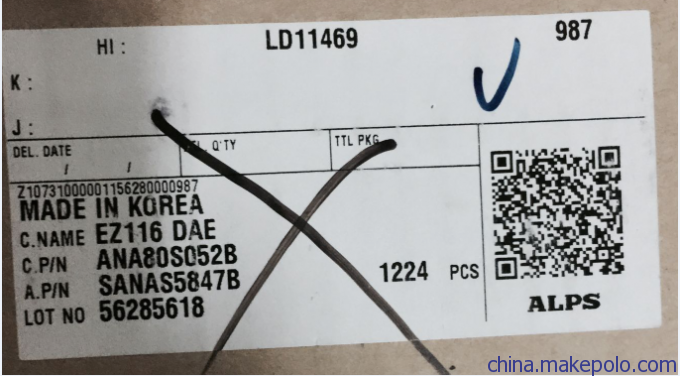 HI : LD11469 987
K :
J :
DEL. DATE Q'TY TTL PKG
/ /
Z10731000001156280000987
MADE IN KOREA
C.NAME EZ116 DAE
C.P/N ANA80S052B
A.P/N SANAS5847B 1224 PCS
LOT NO 56285618
ALPS
china.makepolo.com